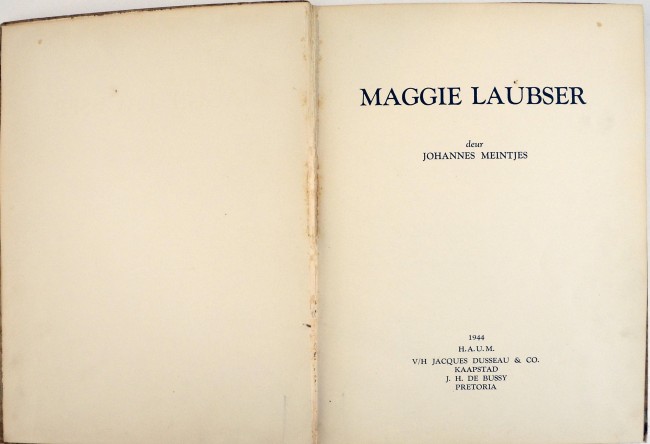 MAGGIE LAUBSER
deur
JOHANNES MEINTJES
1944
H.A.U.M.
V/H JACQUES DUSSEAU & CO.
KAAPSTAD
J. H. DE BUSSY
PRETORIA